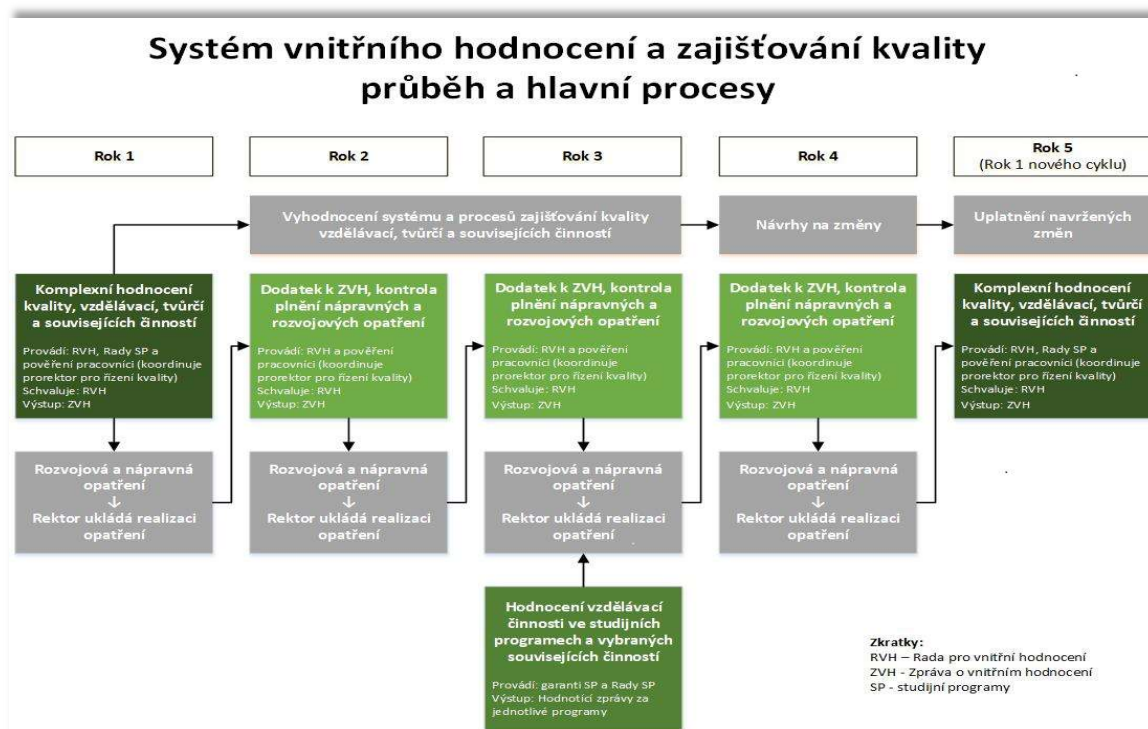 Systém vnitřního hodnocení a zajišťování kvality
průběh a hlavní procesy
Rok 1
Rok 2
Rok 3
Rok 4
Rok 5
(Rok 1 nového cyklu)
Vyhodnocení systému a procesů zajišťování kvality
vzdělávací, tvůrčí a souvisejících činností
Návrhy na změny
Uplatnění navržených
změn
Komplexní hodnocení
kvality, vzdělávací, tvůrčí
a souvisejících činností
Provádí: RVH, Rady SP a
pověření pracovníci (koordinuje
prorektor pro řízení kvality)
Schvaluje: RVH
Výstup: ZVH
Dodatek k ZVH, kontrola
plnění nápravných a
rozvojových opatření
Provádí: RVH a pověření
pracovníci (koordinuje
prorektor pro řízení kvality)
Schvaluje: RVH
Výstup: ZVH
Dodatek k ZVH, kontrola
plnění nápravných a
rozvojových opatření
Provádí: RVH a pověření
pracovníci (koordinuje
prorektor pro řízení kvality)
Schvaluje: RVH
Výstup: ZVH
Dodatek k ZVH, kontrola
plnění nápravných a
rozvojových opatření
Provádí: RVH a pověření
pracovníci (koordinuje
prorektor pro řízení kvality)
Schvaluje: RVH
Výstup: ZVH
Komplexní hodnocení
kvality, vzdělávací, tvůrčí
a souvisejících činností
Provádí: RVH, Rady SP a
pověření pracovníci (koordinuje
prorektor pro řízení kvality)
Schvaluje: RVH
Výstup: ZVH
Rozvojová a nápravná
opatření
↓
Rektor ukládá realizaci
opatření
Rozvojová a nápravná
opatření
↓
Rektor ukládá realizaci
opatření
Rozvojová a nápravná
opatření
↓
Rektor ukládá realizaci
opatření
Rozvojová a nápravná
opatření
↓
Rektor ukládá realizaci
opatření
Hodnocení vzdělávací
činnosti ve studijních
programech a vybraných
souvisejících činností
Provádí: garanti SP a Rady SP
Výstup: Hodnotící zprávy za
jednotlivé programy
Zkratky:
RVH – Rada pro vnitřní hodnocení
ZVH - Zpráva o vnitřním hodnocení
SP - studijní programy